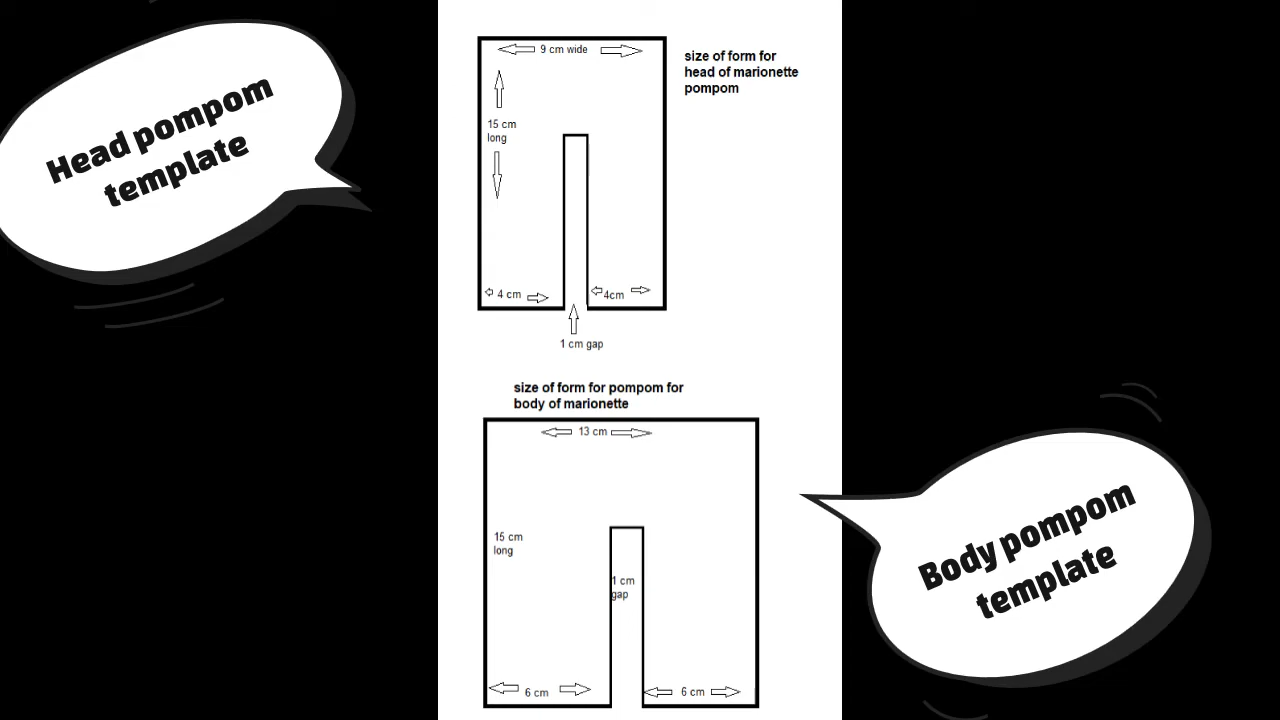 Head pompom
template
9 cm wide
size of form for
head of marionette
pompom
15 cm
long
4 cm
4cm
1 cm gap
size of form for pompom for
body of marionette
13 cm
15 cm
long
1 cm
gap
6 cm
6 cm
Body pompom
template